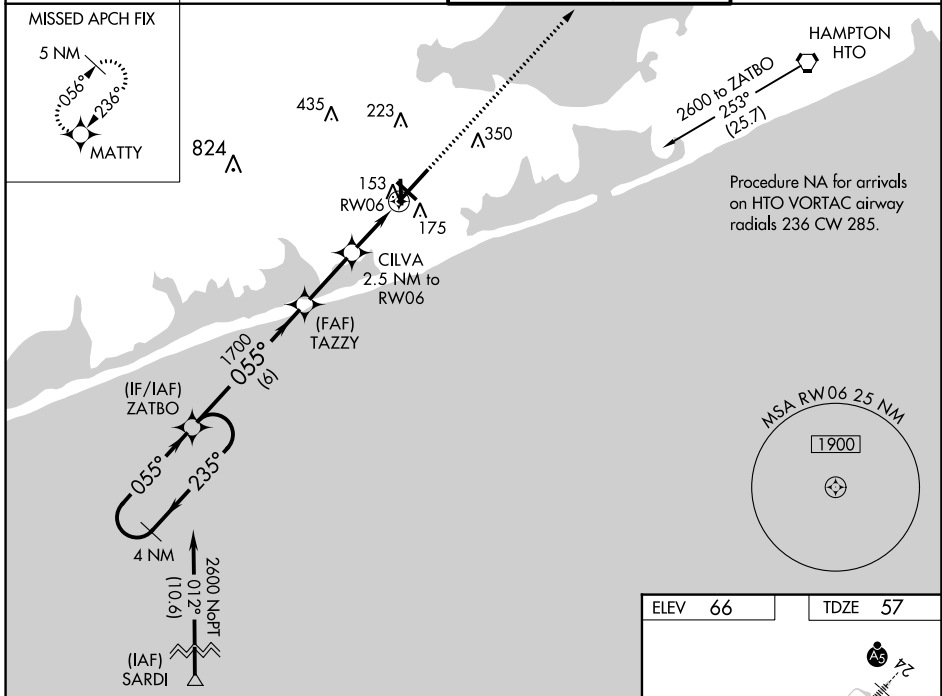 MISSED APCH FIX
5 NM
056°
236°
MATTY
824
435
223
350
153
RW06
175
HAMPTON
HTO
2600 to ZATBO
253°
(25.7)
Procedure NA for arrivals
on HTO VORTAC airway
radials 236 CW 285.
CILVA
2.5 NM to
RW06
(FAF)
TAZZY
1700
055°
(6)
(IF/IAF)
ZATBO
055°
235°
4 NM
2600 NoPT
012°
(10.6)
(IAF)
SARDI
MSA RW06 25 NM
1900
ELEV 66
TDZE 57
A5
24